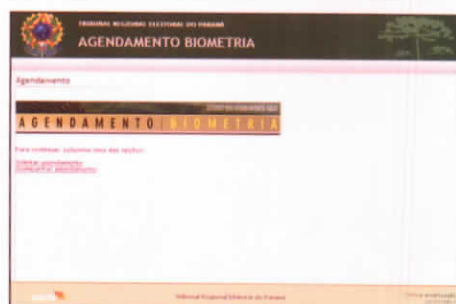 TRIBUNAL REGIONAL ELEITORAL DO PARANÁ
AGENDAMENTO BIOMETRIA
Agendamento
AGENDAMENTO BIOMETRIA
Para continuar, selecione uma das opções:
Solicitar agendamento
agendamento
Tribunal Regional Eleitoral do Paraná